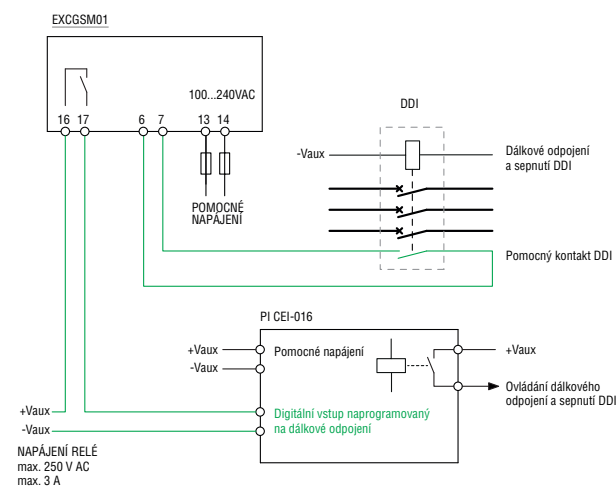 EXCGSM01
100...240VAC
16 17 6 7 13 14
POMOCNÉ
NAPÁJENÍ
DDI
-Vaux
Dálkové odpojení
a sepnutí DDI
Pomocný kontakt DDI
PI CEI-016
+Vaux
-Vaux
Pomocné napájení
+Vaux
Ovládání dálkového
odpojení a sepnutí DDI
Digitální vstup naprogramovaný
na dálkové odpojení
+Vaux
-Vaux
NAPÁJENÍ RELÉ
max. 250 V AC
max. 3 A